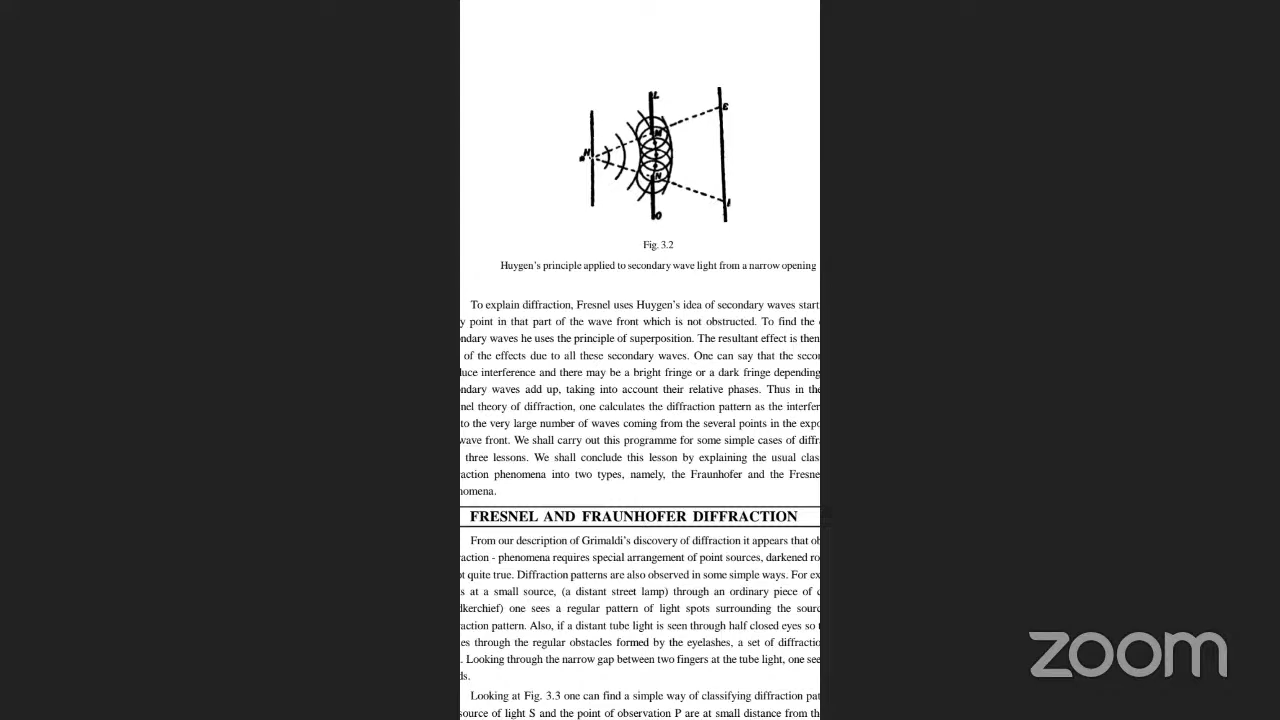 L
M
E
H
N
I
O
Fig. 3.2
Huygen's principle applied to secondary wave light from a narrow opening
To explain diffraction, Fresnel uses Huygen's idea of secondary waves start
y point in that part of the wave front which is not obstructed. To find the
ndary waves he uses the principle of superposition. The resultant effect is then
of the effects due to all these secondary waves. One can say that the secon
luce interference and there may be a bright fringe or a dark fringe depending
ndary waves add up, taking into account their relative phases. Thus in the
nel theory of diffraction, one calculates the diffraction pattern as the interfer
to the very large number of waves coming from the several points in the expo
wave front. We shall carry out this programme for some simple cases of diffr
three lessons. We shall conclude this lesson by explaining the usual clas
action phenomena into two types, namely, the Fraunhofer and the Fresne
nomena.
FRESNEL AND FRAUNHOFER DIFFRACTION
From our description of Grimaldi's discovery of diffraction it appears that ob
action - phenomena requires special arrangement of point sources, darkened ro
ot quite true. Diffraction patterns are also observed in some simple ways. For ex
s at a small source, (a distant street lamp) through an ordinary piece of c
dkerchief) one sees a regular pattern of light spots surrounding the sourc
action pattern. Also, if a distant tube light is seen through half closed eyes so t
es through the regular obstacles formed by the eyelashes, a set of diffractio
. Looking through the narrow gap between two fingers at the tube light, one see
ds.
Looking at Fig. 3.3 one can find a simple way of classifying diffraction pat
source of light S and the point of observation P are at small distance from th
zoom